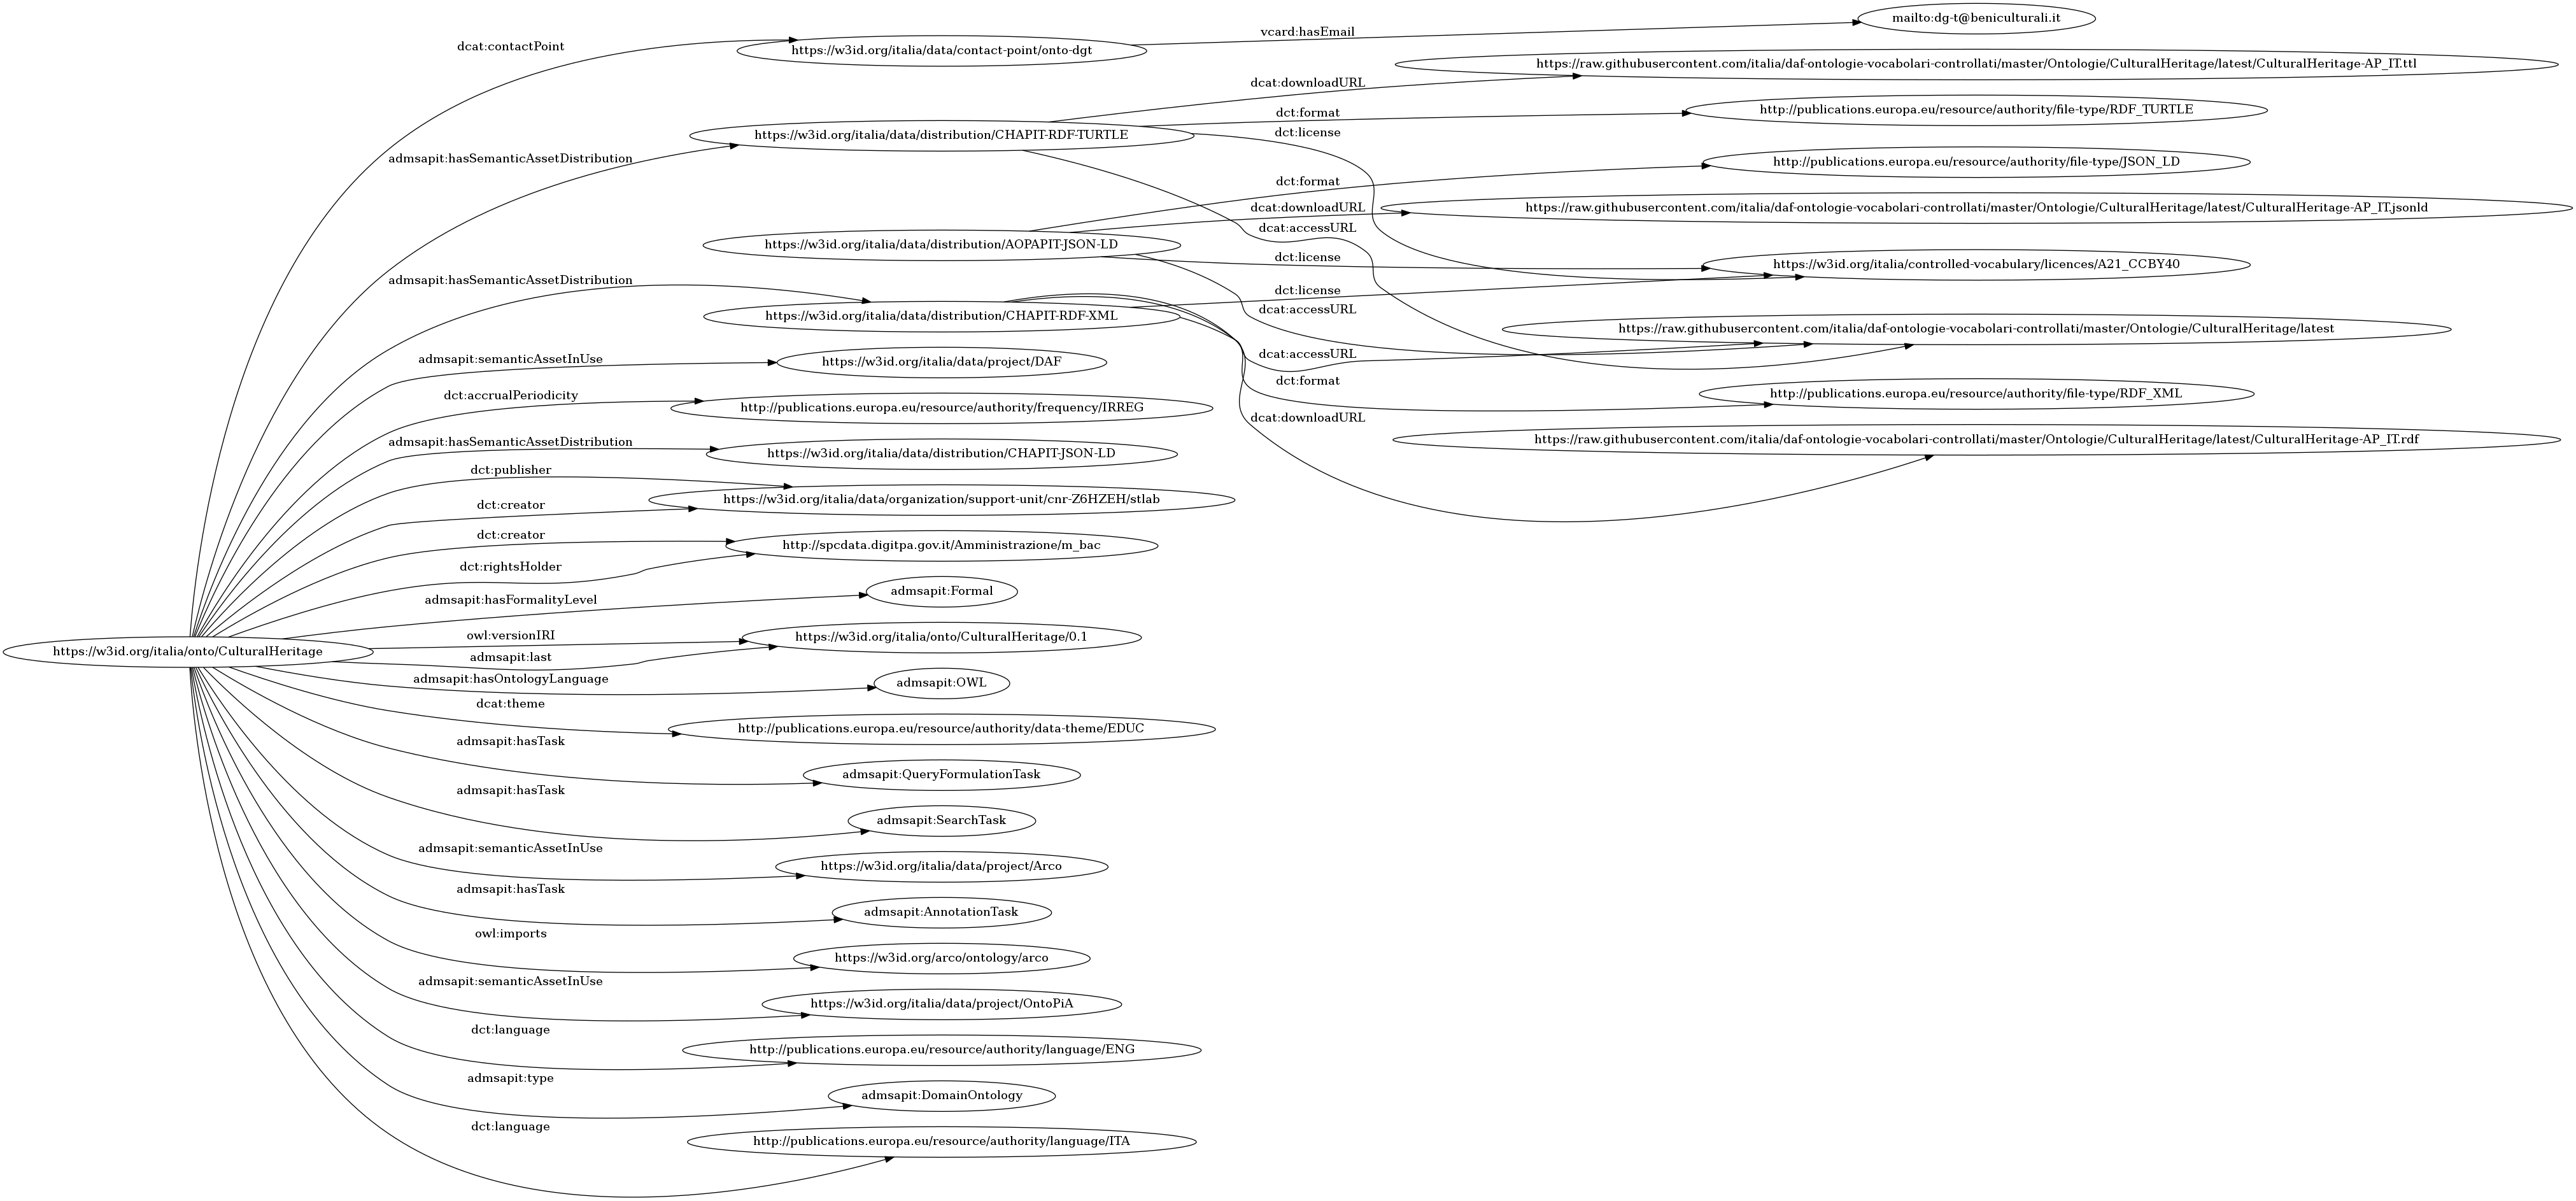 https://w3id.org/italia/onto/CulturalHeritage
dcat:contactPoint
admsapit:hasSemanticAssetDistribution
admsapit:hasSemanticAssetDistribution
admsapit:semanticAssetInUse
dct:accrualPeriodicity
admsapit:hasSemanticAssetDistribution
dct:publisher
dct:creator
dct:creator
dct:rightsHolder
admsapit:hasFormalityLevel
owl:versionIRI
admsapit:last
admsapit:hasOntologyLanguage
dcat:theme
admsapit:hasTask
admsapit:hasTask
admsapit:semanticAssetInUse
admsapit:hasTask
owl:imports
admsapit:semanticAssetInUse
dct:language
admsapit:type
dct:language
https://w3id.org/italia/data/contact-point/onto-dgt
https://w3id.org/italia/data/distribution/CHAPIT-RDF-TURTLE
https://w3id.org/italia/data/distribution/AOPAPIT-JSON-LD
https://w3id.org/italia/data/distribution/CHAPIT-RDF-XML
https://w3id.org/italia/data/project/DAF
http://publications.europa.eu/resource/authority/frequency/IRREG
https://w3id.org/italia/data/distribution/CHAPIT-JSON-LD
https://w3id.org/italia/data/organization/support-unit/cnr-Z6HZEH/stlab
http://spcdata.digitpa.gov.it/Amministrazione/m_bac
admsapit:Formal
https://w3id.org/italia/onto/CulturalHeritage/0.1
admsapit:OWL
http://publications.europa.eu/resource/authority/data-theme/EDUC
admsapit:QueryFormulationTask
admsapit:SearchTask
https://w3id.org/italia/data/project/Arco
admsapit:AnnotationTask
https://w3id.org/arco/ontology/arco
https://w3id.org/italia/data/project/OntoPiA
http://publications.europa.eu/resource/authority/language/ENG
admsapit:DomainOntology
http://publications.europa.eu/resource/authority/language/ITA
vcard:hasEmail
dcat:downloadURL
dct:format
dct:license
dct:format
dcat:downloadURL
dcat:accessURL
dct:license
dct:license
dcat:accessURL
dcat:accessURL
dct:format
dcat:downloadURL
mailto:dg-t@beniculturali.it
https://raw.githubusercontent.com/italia/daf-ontologie-vocabolari-controllati/master/Ontologie/CulturalHeritage/latest/CulturalHeritage-AP_IT.ttl
http://publications.europa.eu/resource/authority/file-type/RDF_TURTLE
http://publications.europa.eu/resource/authority/file-type/JSON_LD
https://raw.githubusercontent.com/italia/daf-ontologie-vocabolari-controllati/master/Ontologie/CulturalHeritage/latest/CulturalHeritage-AP_IT.jsonld
https://w3id.org/italia/controlled-vocabulary/licences/A21_CCBY40
https://raw.githubusercontent.com/italia/daf-ontologie-vocabolari-controllati/master/Ontologie/CulturalHeritage/latest
http://publications.europa.eu/resource/authority/file-type/RDF_XML
https://raw.githubusercontent.com/italia/daf-ontologie-vocabolari-controllati/master/Ontologie/CulturalHeritage/latest/CulturalHeritage-AP_IT.rdf